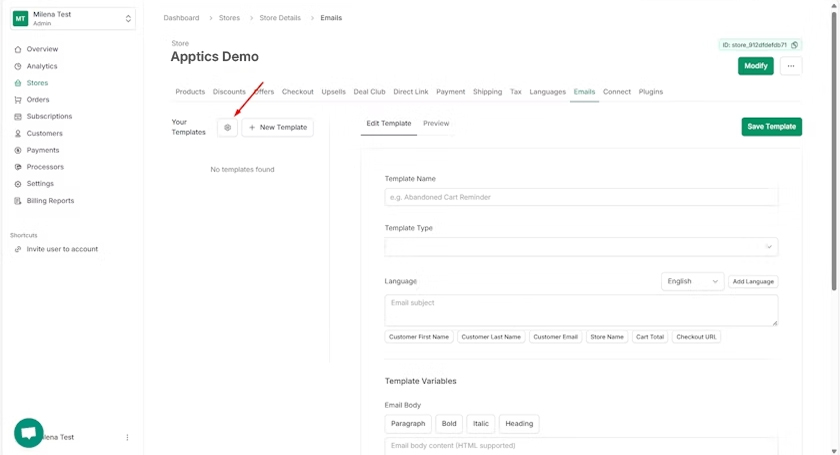 MT
Milena Test
Admin
Overview
Analytics
Stores
Orders
Subscriptions
Customers
Payments
Processors
Settings
Billing Reports
Shortcuts
Invite user to account
ilena Test
Dashboard > Stores > Store Details > Emails
Store
Apptics Demo
ID: store_912dfdefdb71
Modify
Products Discounts Offers Checkout Upsells Deal Club Direct Link Payment Shipping Tax Languages Emails Connect Plugins
Your
Templates
+ New Template
No templates found
Edit Template Preview
Save Template
Template Name
e.g. Abandoned Cart Reminder
Template Type
Language
English
Add Language
Email subject
Customer First Name Customer Last Name Customer Email Store Name Cart Total Checkout URL
Template Variables
Email Body
Paragraph Bold Italic Heading
Email body content (HTML supported)